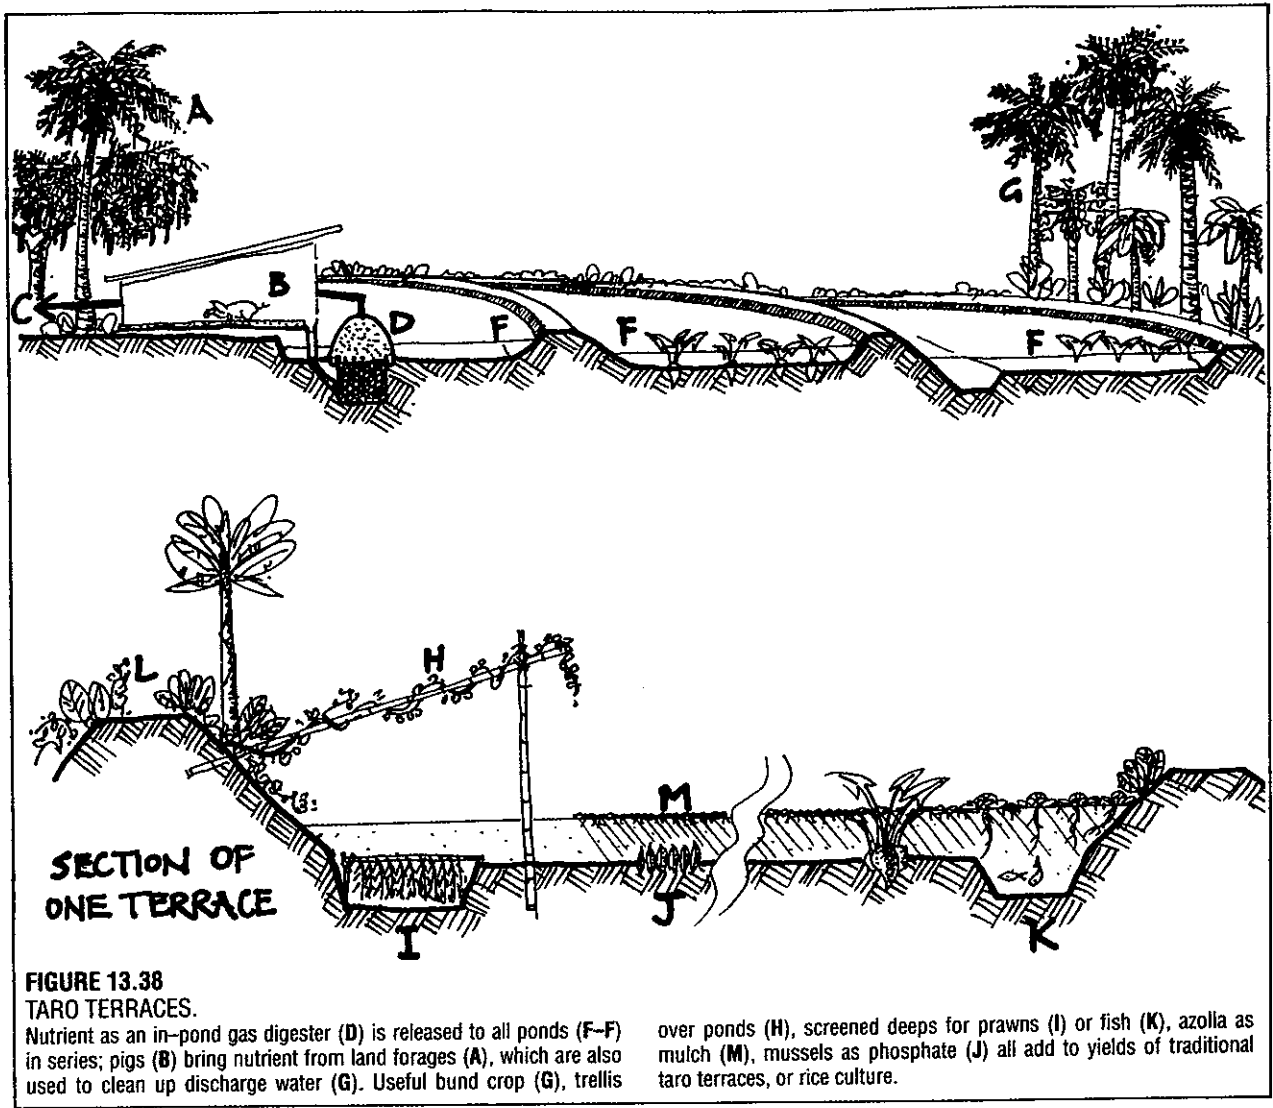 A
G
B
C
D
F
F
F
L
H
M
SECTION OF
ONE TERRACE
J
I
K
FIGURE 13.38
TARO TERRACES.
Nutrient as an in–pond gas digester (D) is released to all ponds (F–F)
in series; pigs (B) bring nutrient from land forages (A), which are also
used to clean up discharge water (G). Useful bund crop (G), trellis
over ponds (H), screened deeps for prawns (I) or fish (K), azolla as
mulch (M), mussels as phosphate (J) all add to yields of traditional
taro terraces, or rice culture.